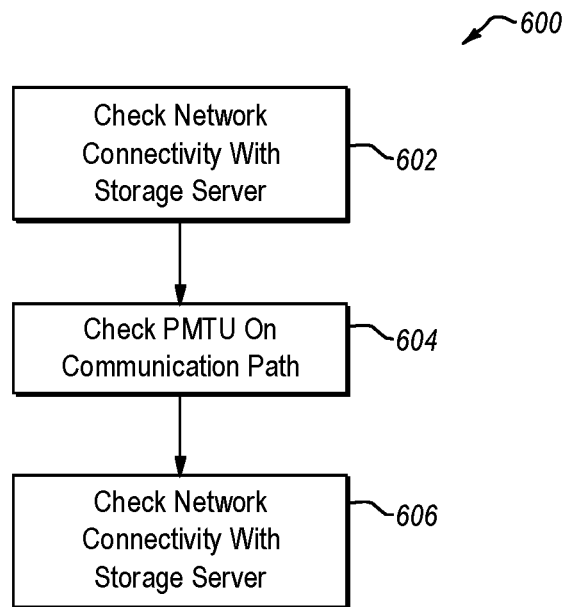 600
Check Network
Connectivity With
Storage Server
602
Check PMTU On
Communication Path
604
Check Network
Connectivity With
Storage Server
606